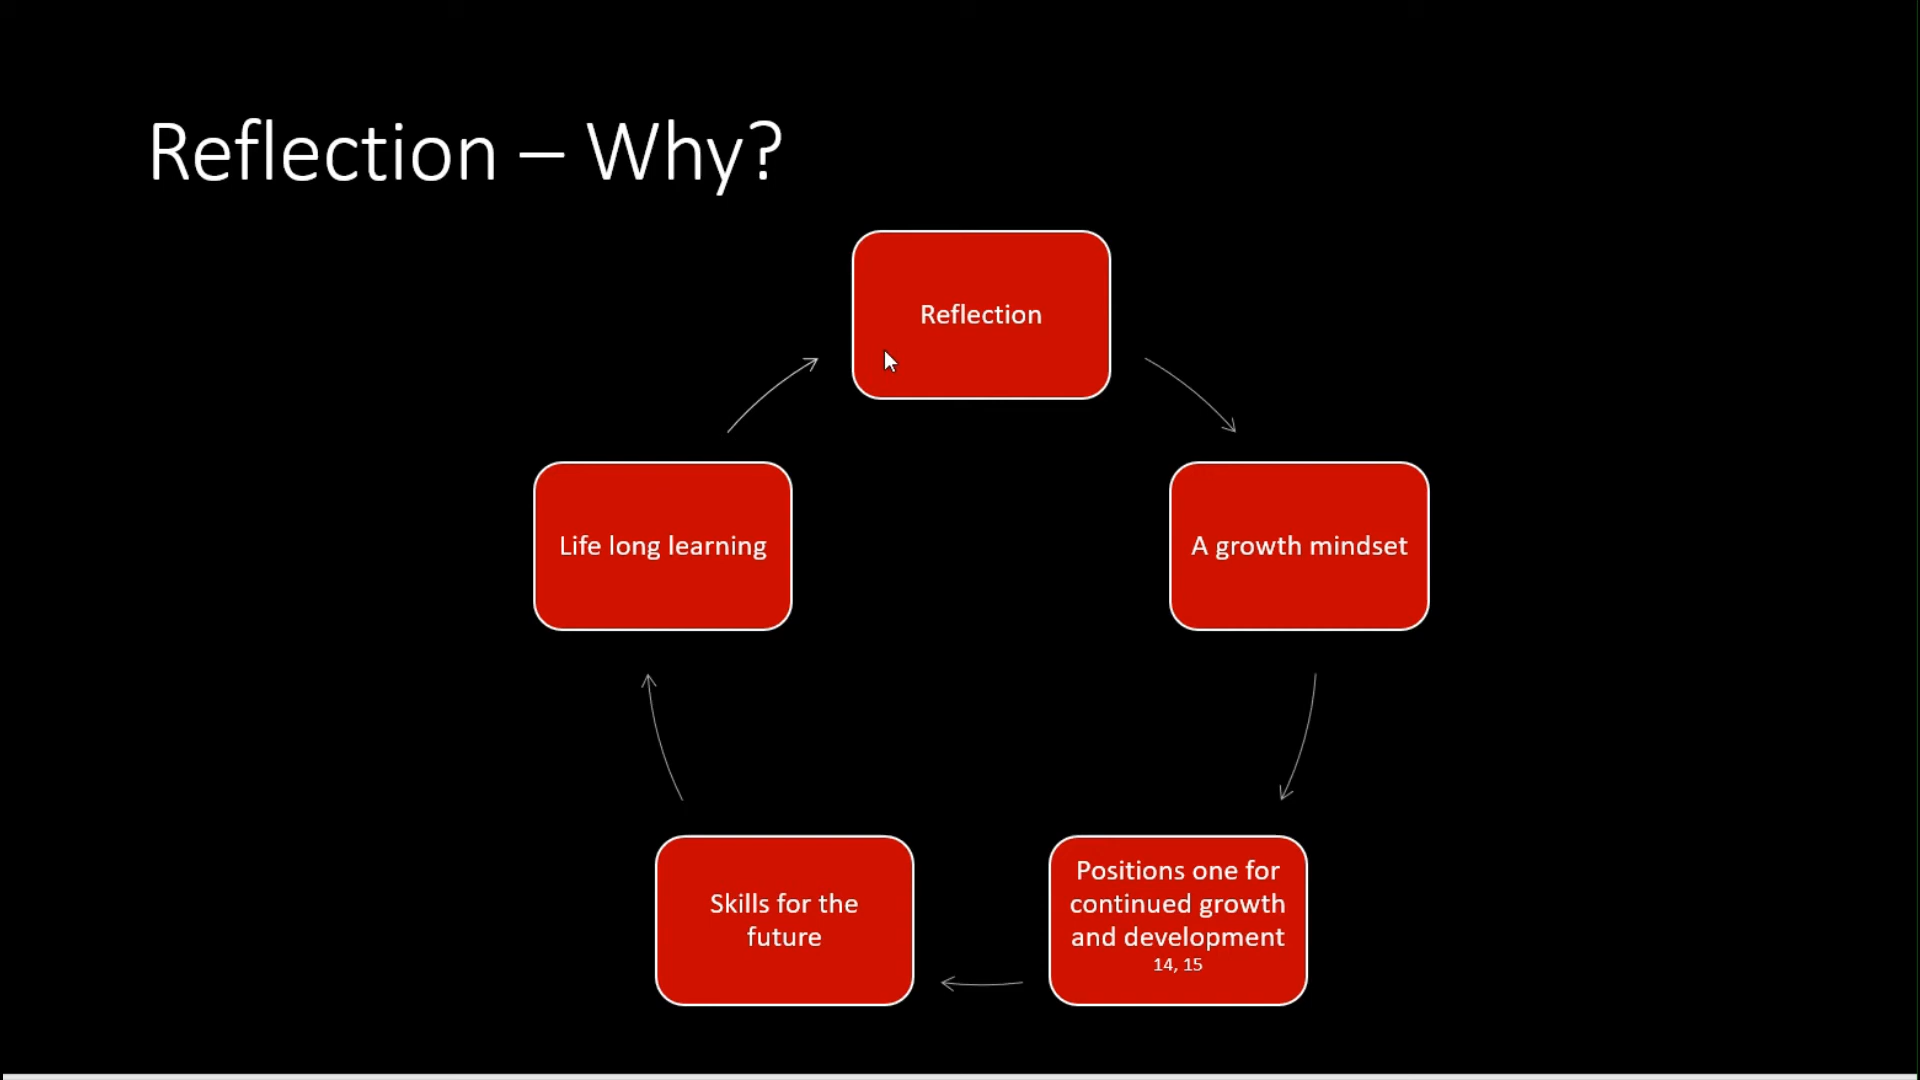 Reflection – Why?
Reflection
A growth mindset
Positions one for
continued growth
and development
14, 15
Skills for the
future
Life long learning